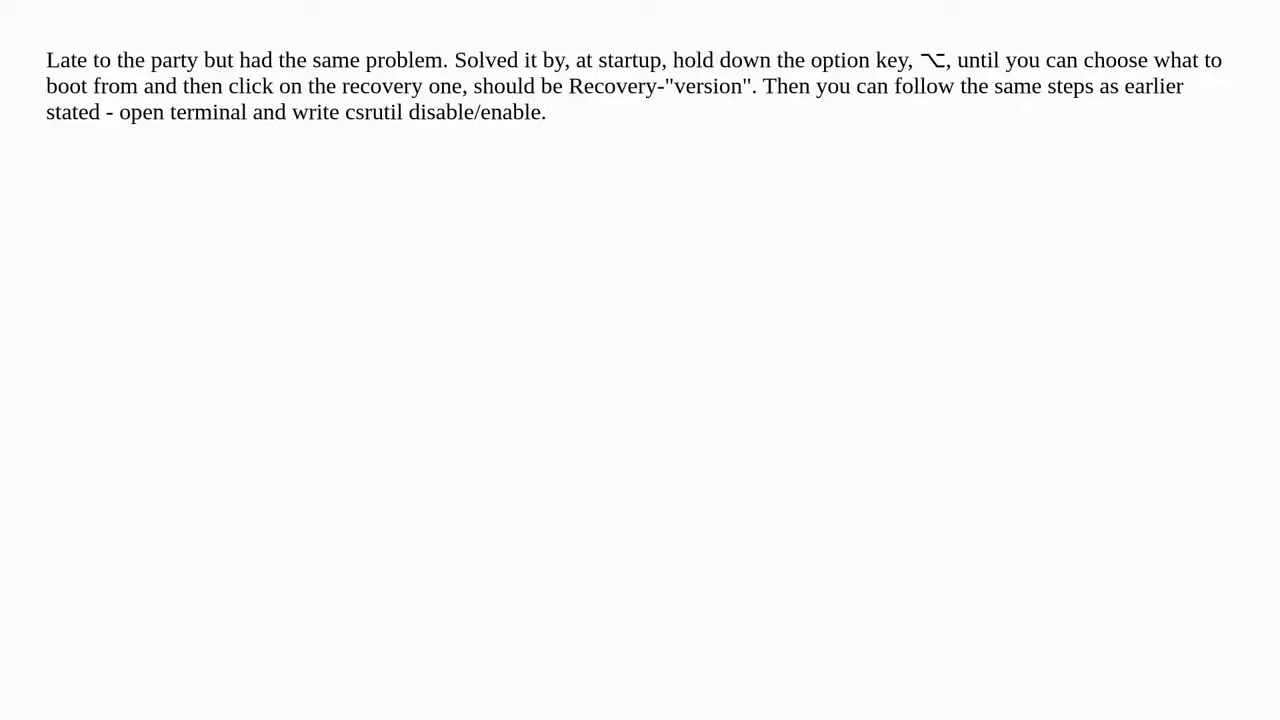 Late to the party but had the same problem. Solved it by, at startup, hold down the option key, ⌥, until you can choose what to
boot from and then click on the recovery one, should be Recovery-"version". Then you can follow the same steps as earlier
stated - open terminal and write csrutil disable/enable.